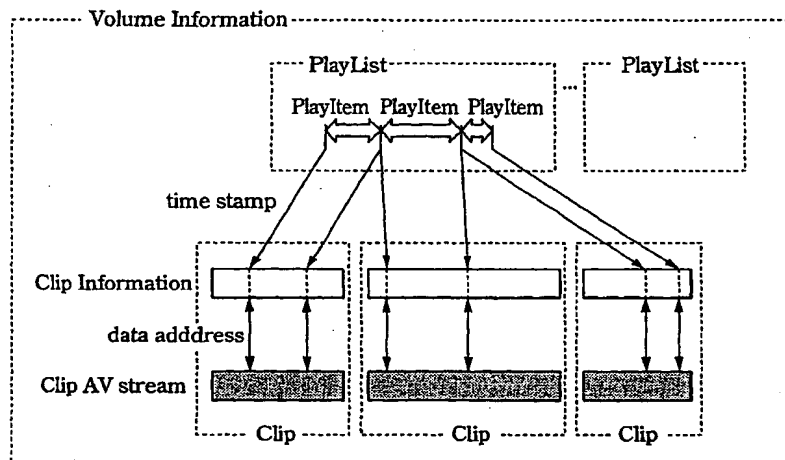 Volume Information
PlayList
PlayList
...
PlayItem PlayItem PlayItem
time stamp
Clip Information
data adddress
Clip AV stream
Clip
Clip
Clip